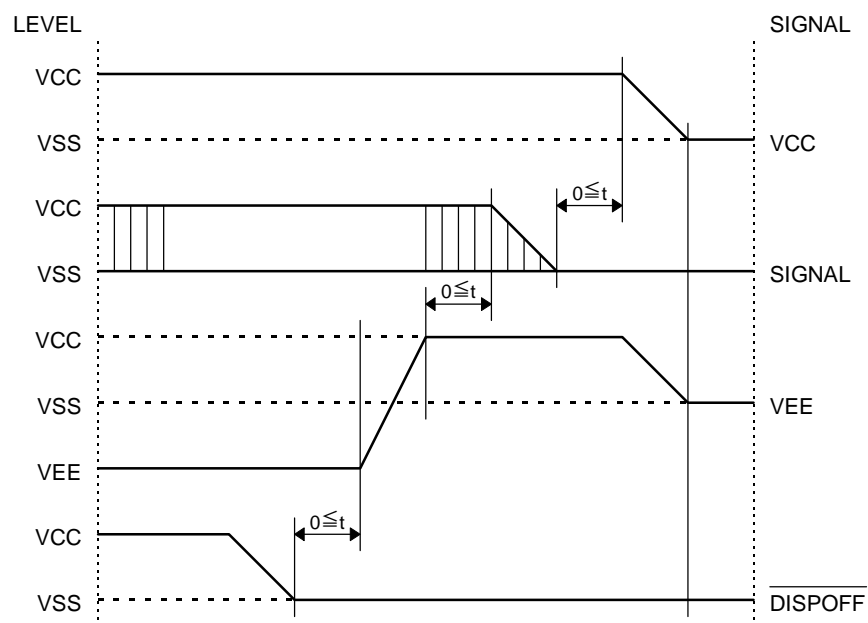 LEVEL SIGNAL
VCC
VSS VCC
VCC 0≦t
VSS SIGNAL
0≦t
VCC
VSS VEE
VEE
VCC 0≦t
VSS DISPOFF